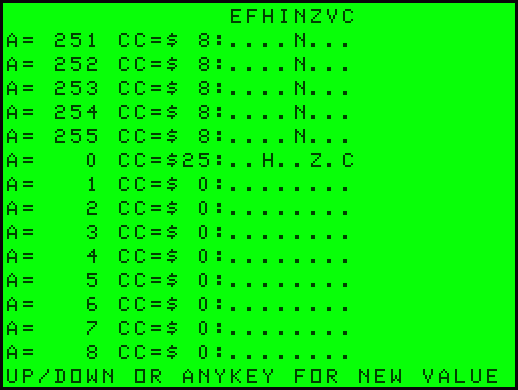 EFHINZVC
A= 251 CC=$ 8:....N...
A= 252 CC=$ 8:....N...
A= 253 CC=$ 8:....N...
A= 254 CC=$ 8:....N...
A= 255 CC=$ 8:....N...
A=   0 CC=$25:..H..Z.C
A=   1 CC=$ 0:........
A=   2 CC=$ 0:........
A=   3 CC=$ 0:........
A=   4 CC=$ 0:........
A=   5 CC=$ 0:........
A=   6 CC=$ 0:........
A=   7 CC=$ 0:........
A=   8 CC=$ 0:........
UP/DOWN OR ANYKEY FOR NEW VALUE